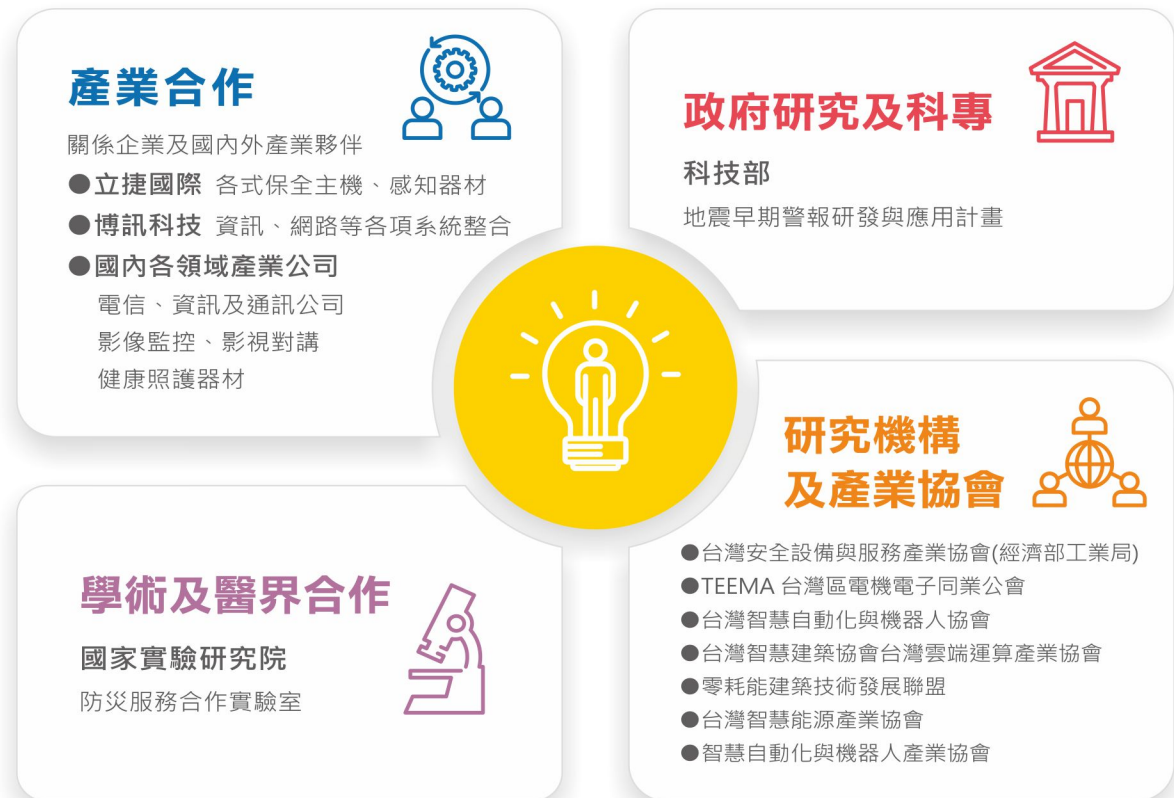 產業合作
關係企業及國內外產業夥伴
●立捷國際 各式保全主機、感知器材
●博訊科技 資訊、網路等各項系統整合
●國內各領域產業公司
電信、資訊及通訊公司
影像監控、影視對講
健康照護器材
政府研究及科專
科技部
地震早期警報研發與應用計畫
學術及醫界合作
國家實驗研究院
防災服務合作實驗室
研究機構
及產業協會
●台灣安全設備與服務產業協會(經濟部工業局)
●TEEMA 台灣區電機電子同業公會
●台灣智慧自動化與機器人協會
●台灣智慧建築協會台灣雲端運算產業協會
●零耗能建築技術發展聯盟
●台灣智慧能源產業協會
●智慧自動化與機器人產業協會